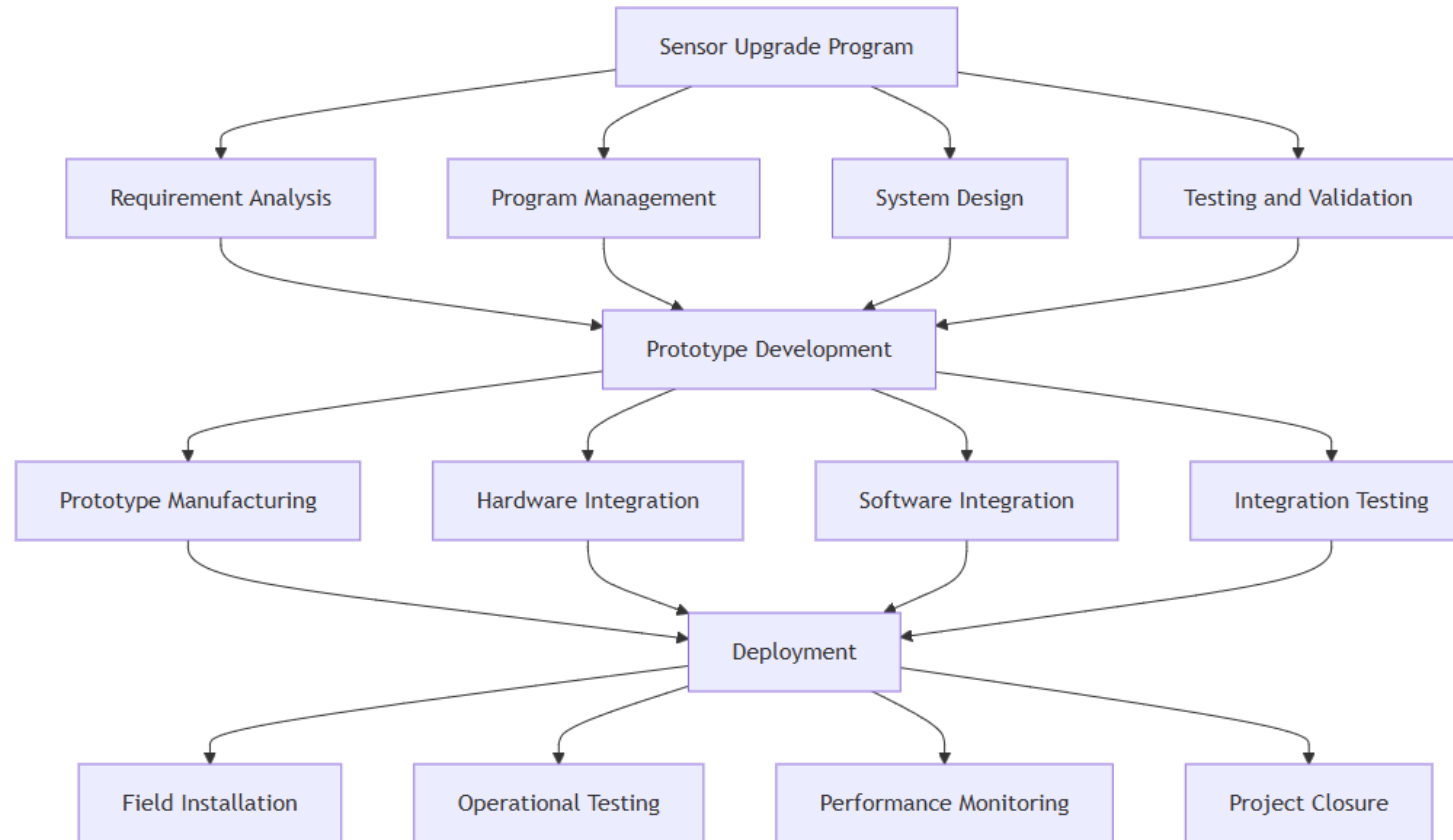 Sensor Upgrade Program
Requirement Analysis
Program Management
System Design
Testing and Validation
Prototype Development
Prototype Manufacturing
Hardware Integration
Software Integration
Integration Testing
Deployment
Field Installation
Operational Testing
Performance Monitoring
Project Closure